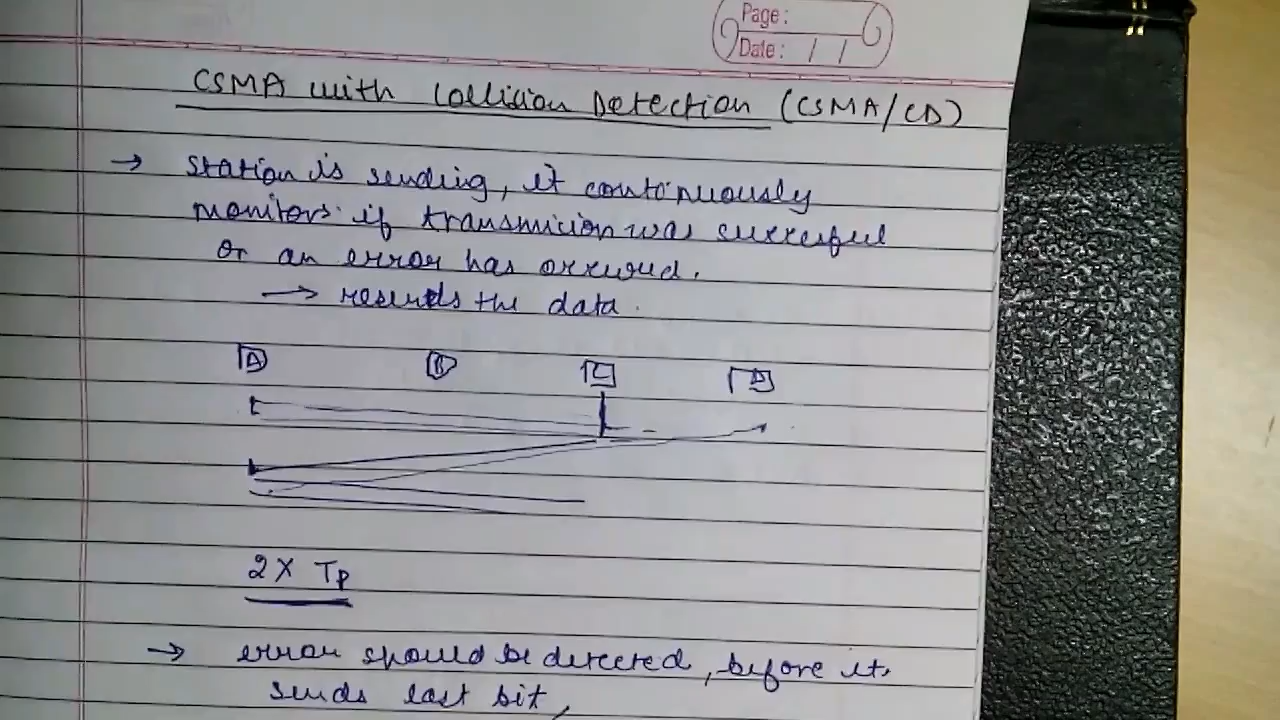 Page:
Date: / /
CSMA with Collision Detection (CSMA/CD)
→ Station is sending, it continuously
monitors if transmission was successful
or an error has occured.
→ resends the data.
A B C D
2 X Tp
→ error should be detected, before it
sends last bit,